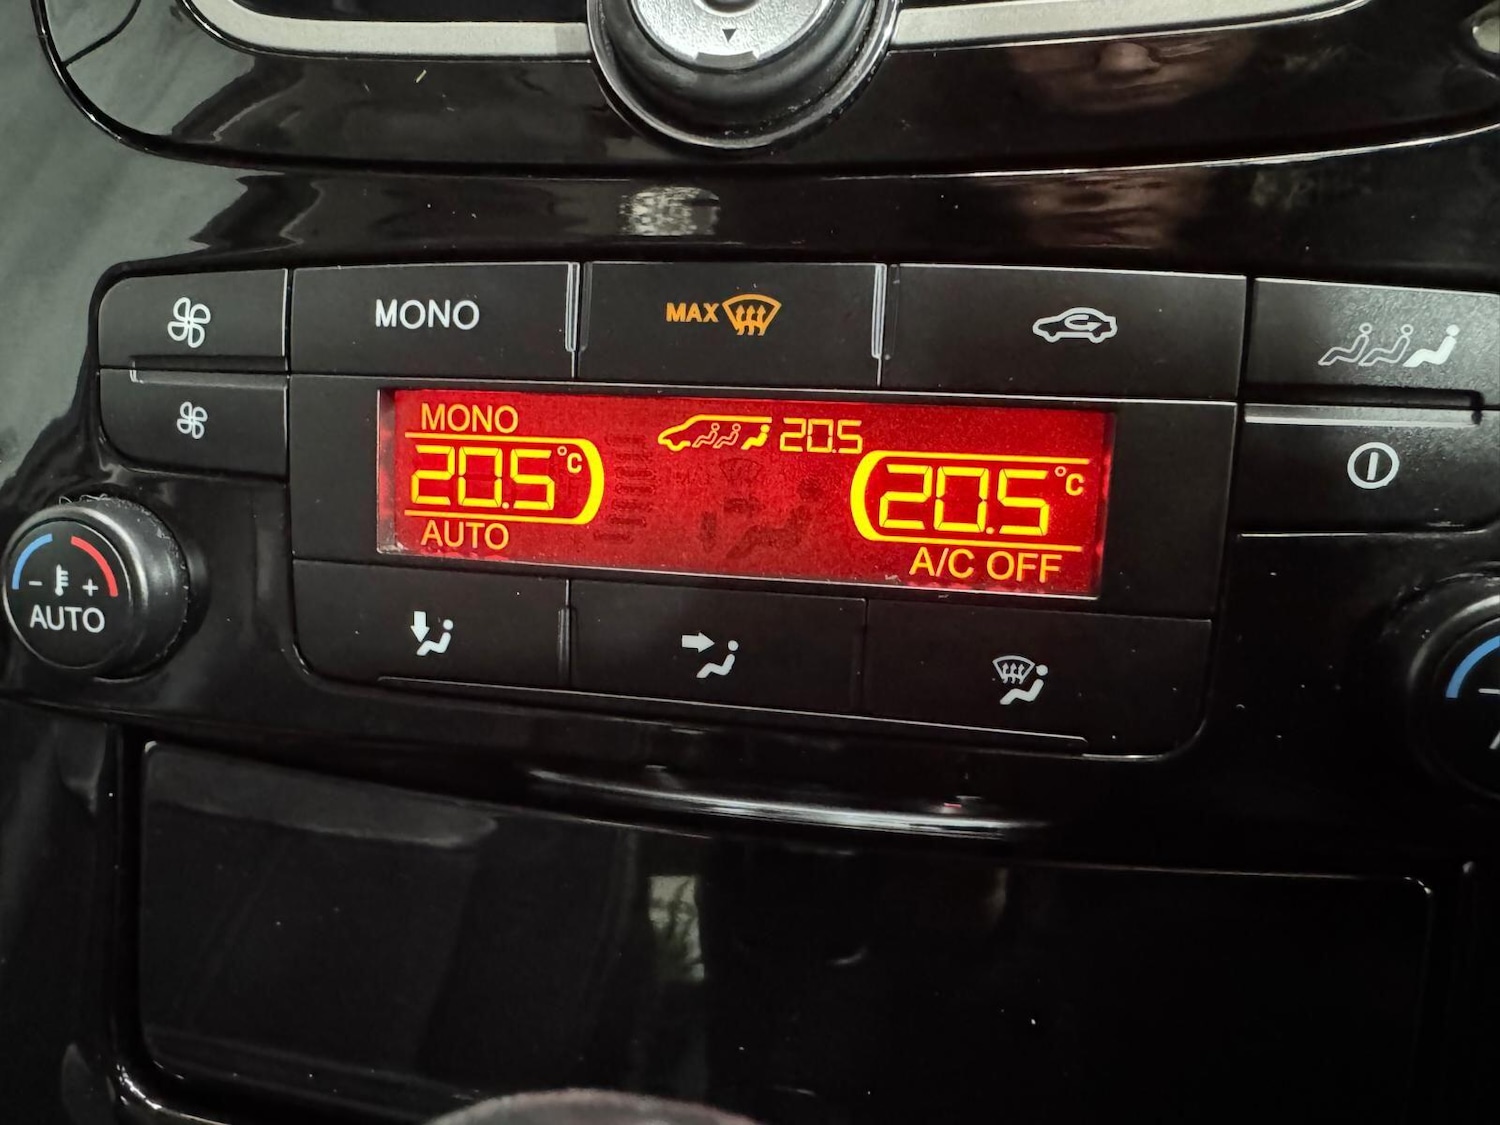 MONO
MAX
MONO
20.5
20.5 °C
20.5 °C
AUTO
A/C OFF
- +
AUTO